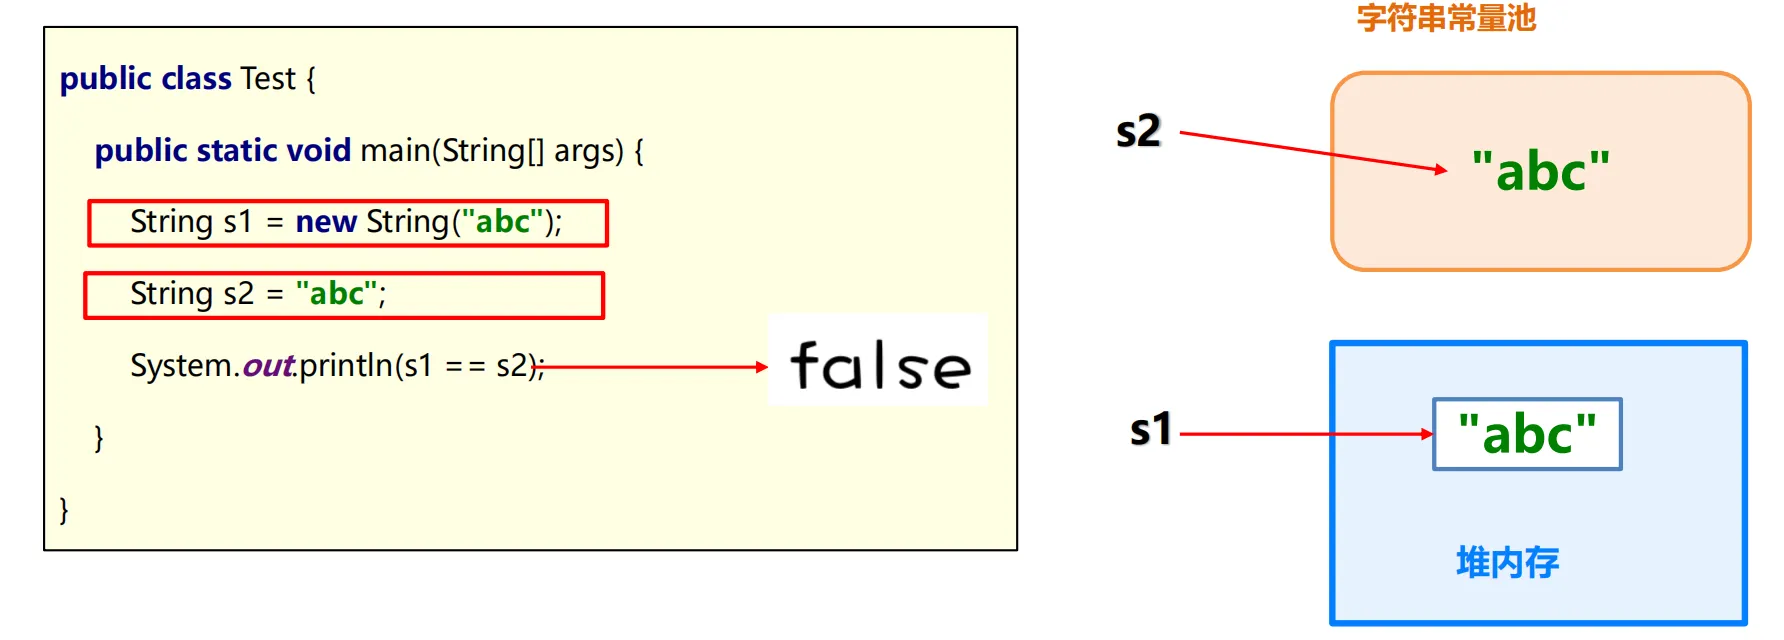 public class Test {
public static void main(String[] args) {
String s1 = new String("abc");
String s2 = "abc";
System.out.println(s1 == s2);
false
}
}
字符串常量池
s2
"abc"
s1
"abc"
堆内存